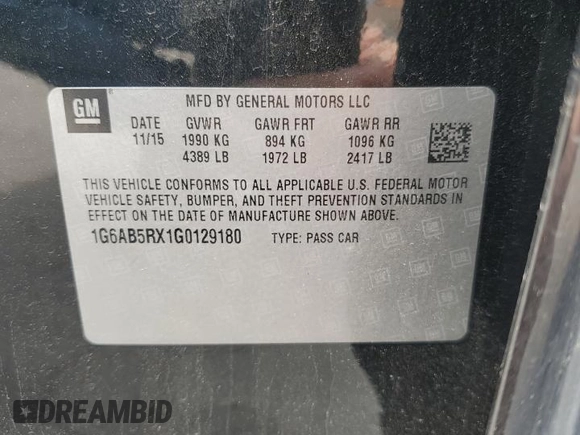 GM
MFD BY GENERAL MOTORS LLC
DATE GVWR GAWR FRT GAWR RR
11/15 1990 KG 894 KG 1096 KG
4389 LB 1972 LB 2417 LB
THIS VEHICLE CONFORMS TO ALL APPLICABLE U.S. FEDERAL MOTOR
VEHICLE SAFETY, BUMPER, AND THEFT PREVENTION STANDARDS IN
EFFECT ON THE DATE OF MANUFACTURE SHOWN ABOVE.
1G6AB5RX1G0129180 TYPE: PASS CAR
DREAMBID